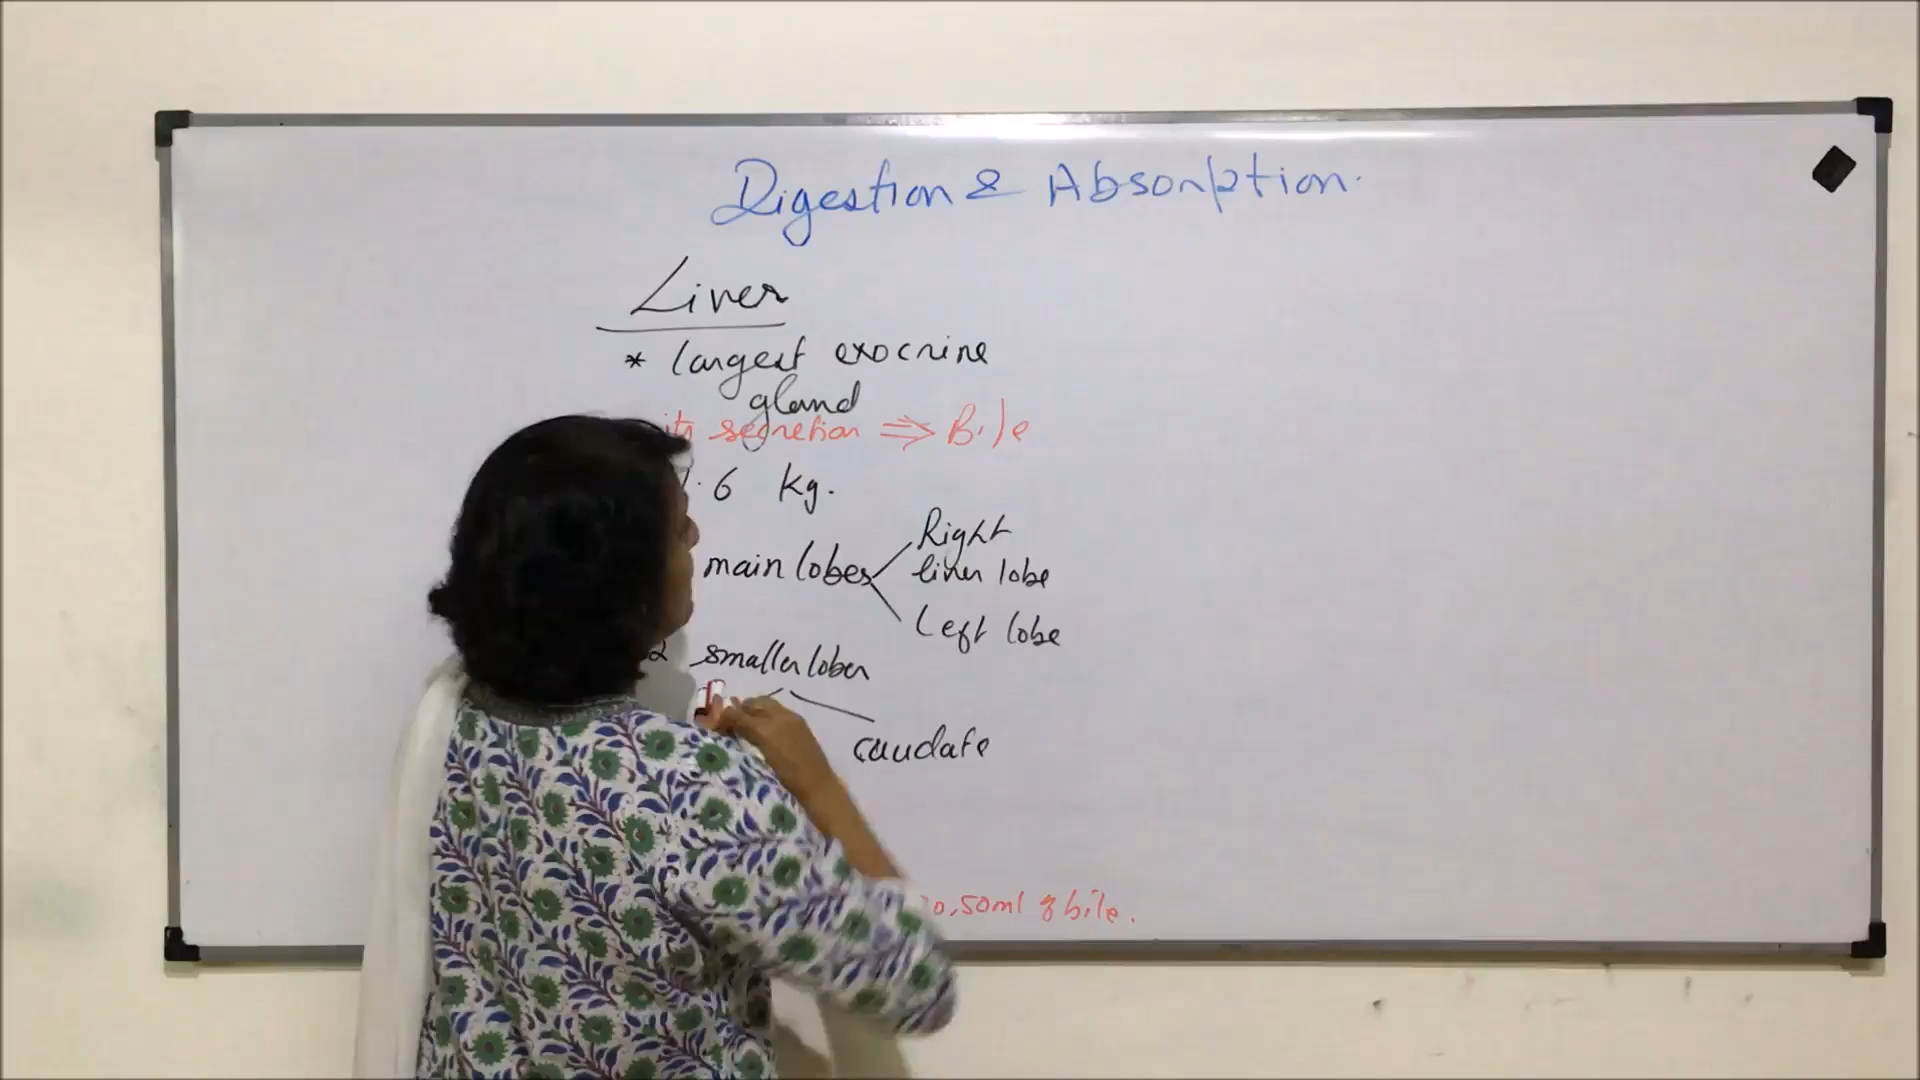 Digestion & Absorption.
Liver
* largest exocrine
gland
its secretion ⇒ Bile
1.6 kg.
main lobes
Right
liver lobe
Left lobe
2 smaller lobes
caudate
50ml of bile.